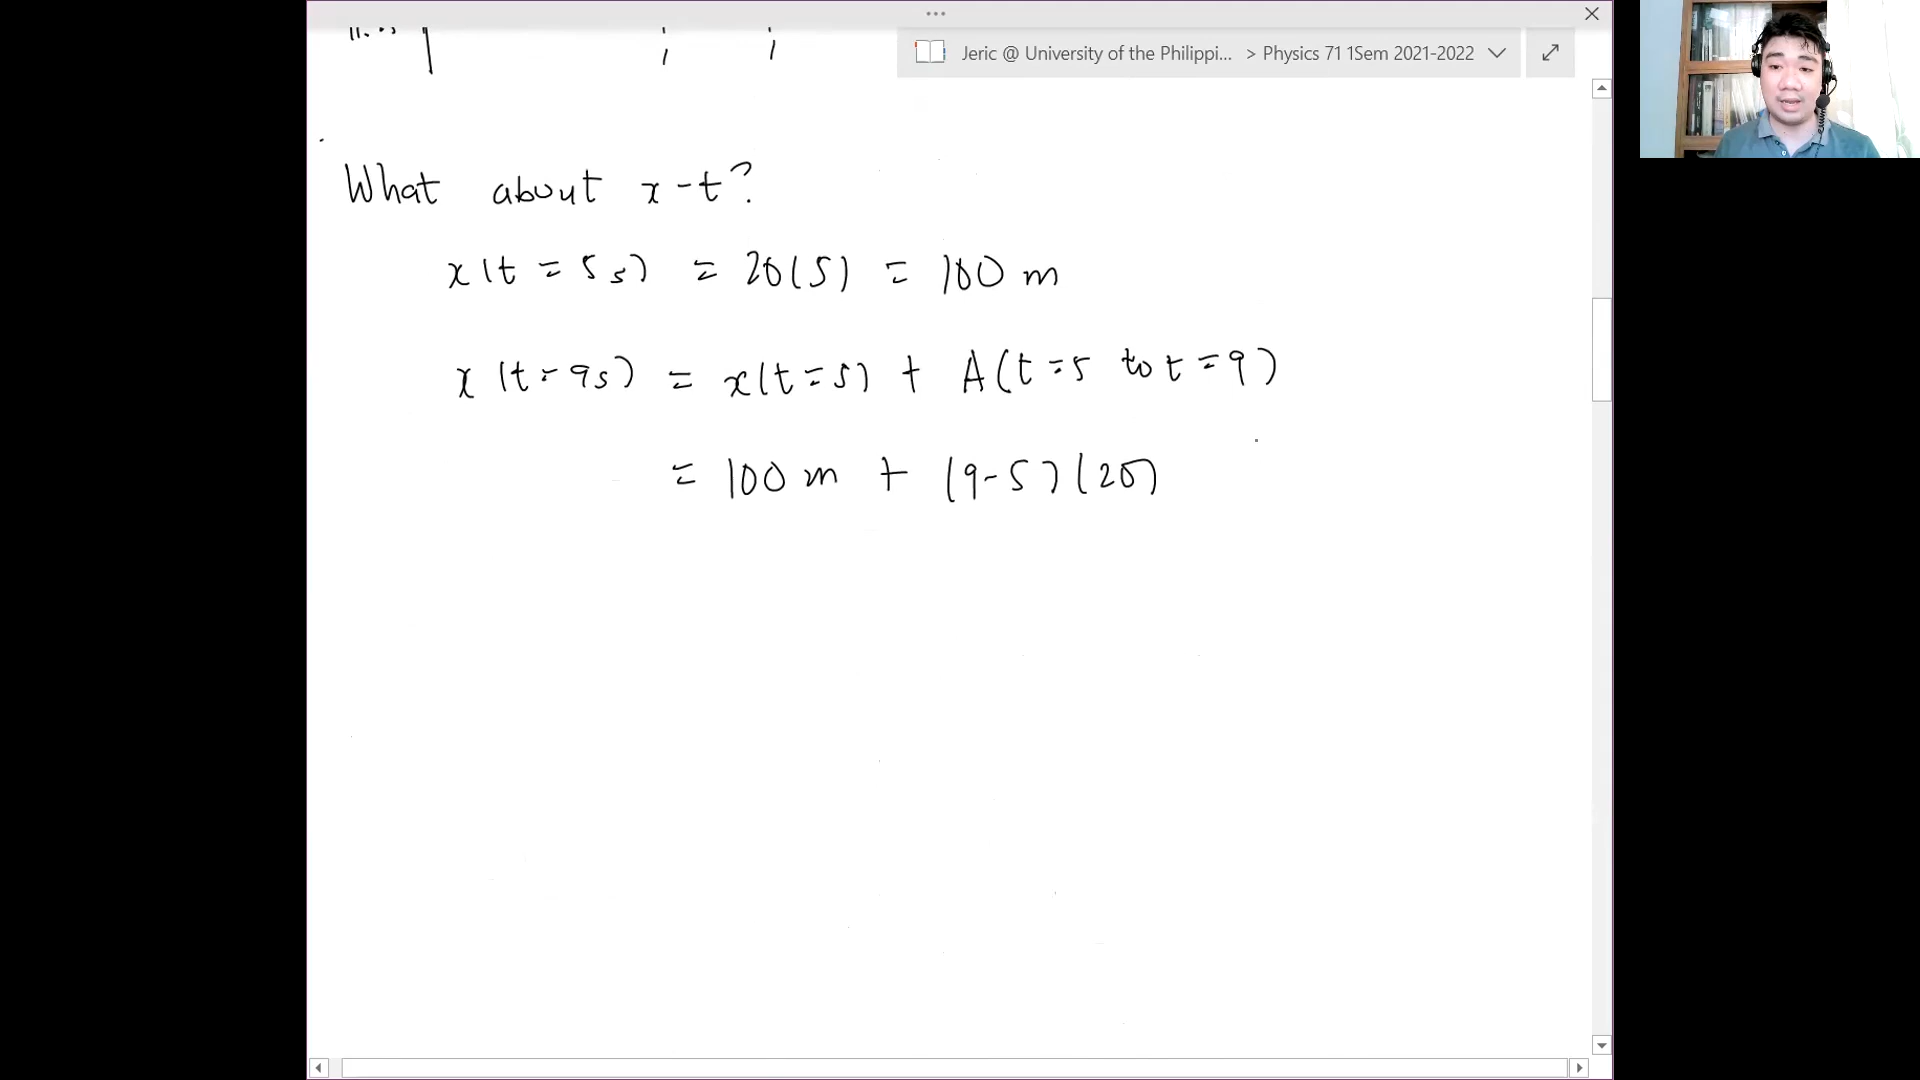 Jeric @ University of the Philippi... > Physics 71 1Sem 2021-2022
What about x-t?
x(t = 5s) = 20(5) = 100 m
x(t=9s) = x(t=5) + A(t=5 to t=9)
= 100 m + (9-5)(20)